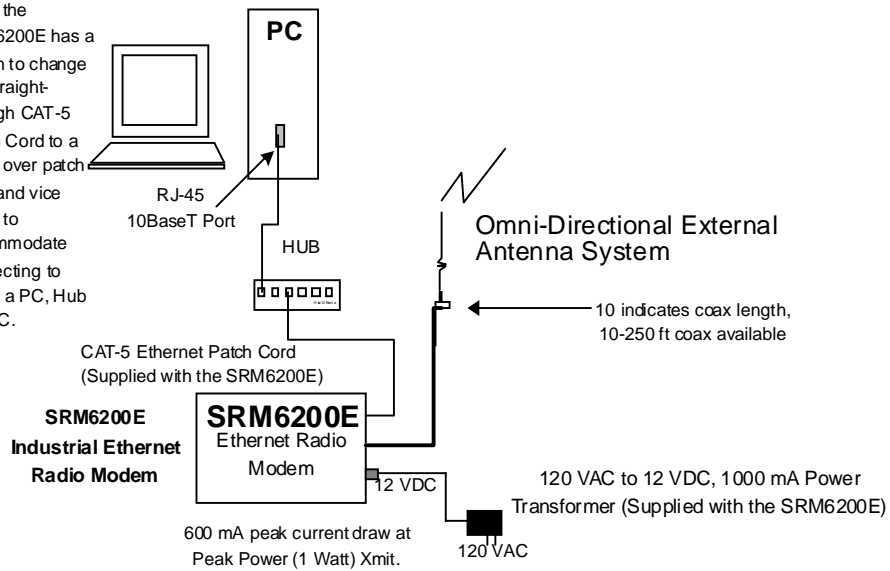 the
6200E has a
to change
CAT-5
Cord to a
over patch
and vice
to
to
a PC, Hub
PC
RJ-45
10BaseT Port
HUB
Omni-Directional External
Antenna System
10 indicates coax length,
10-250 ft coax available
CAT-5 Ethernet Patch Cord
(Supplied with the SRM6200E)
SRM6200E
Industrial Ethernet
Radio Modem
SRM6200E
Ethernet Radio
Modem
12 VDC
120 VAC to 12 VDC, 1000 mA Power
Transformer (Supplied with the SRM6200E)
600 mA peak current draw at
Peak Power (1 Watt) Xmit.
120 VAC